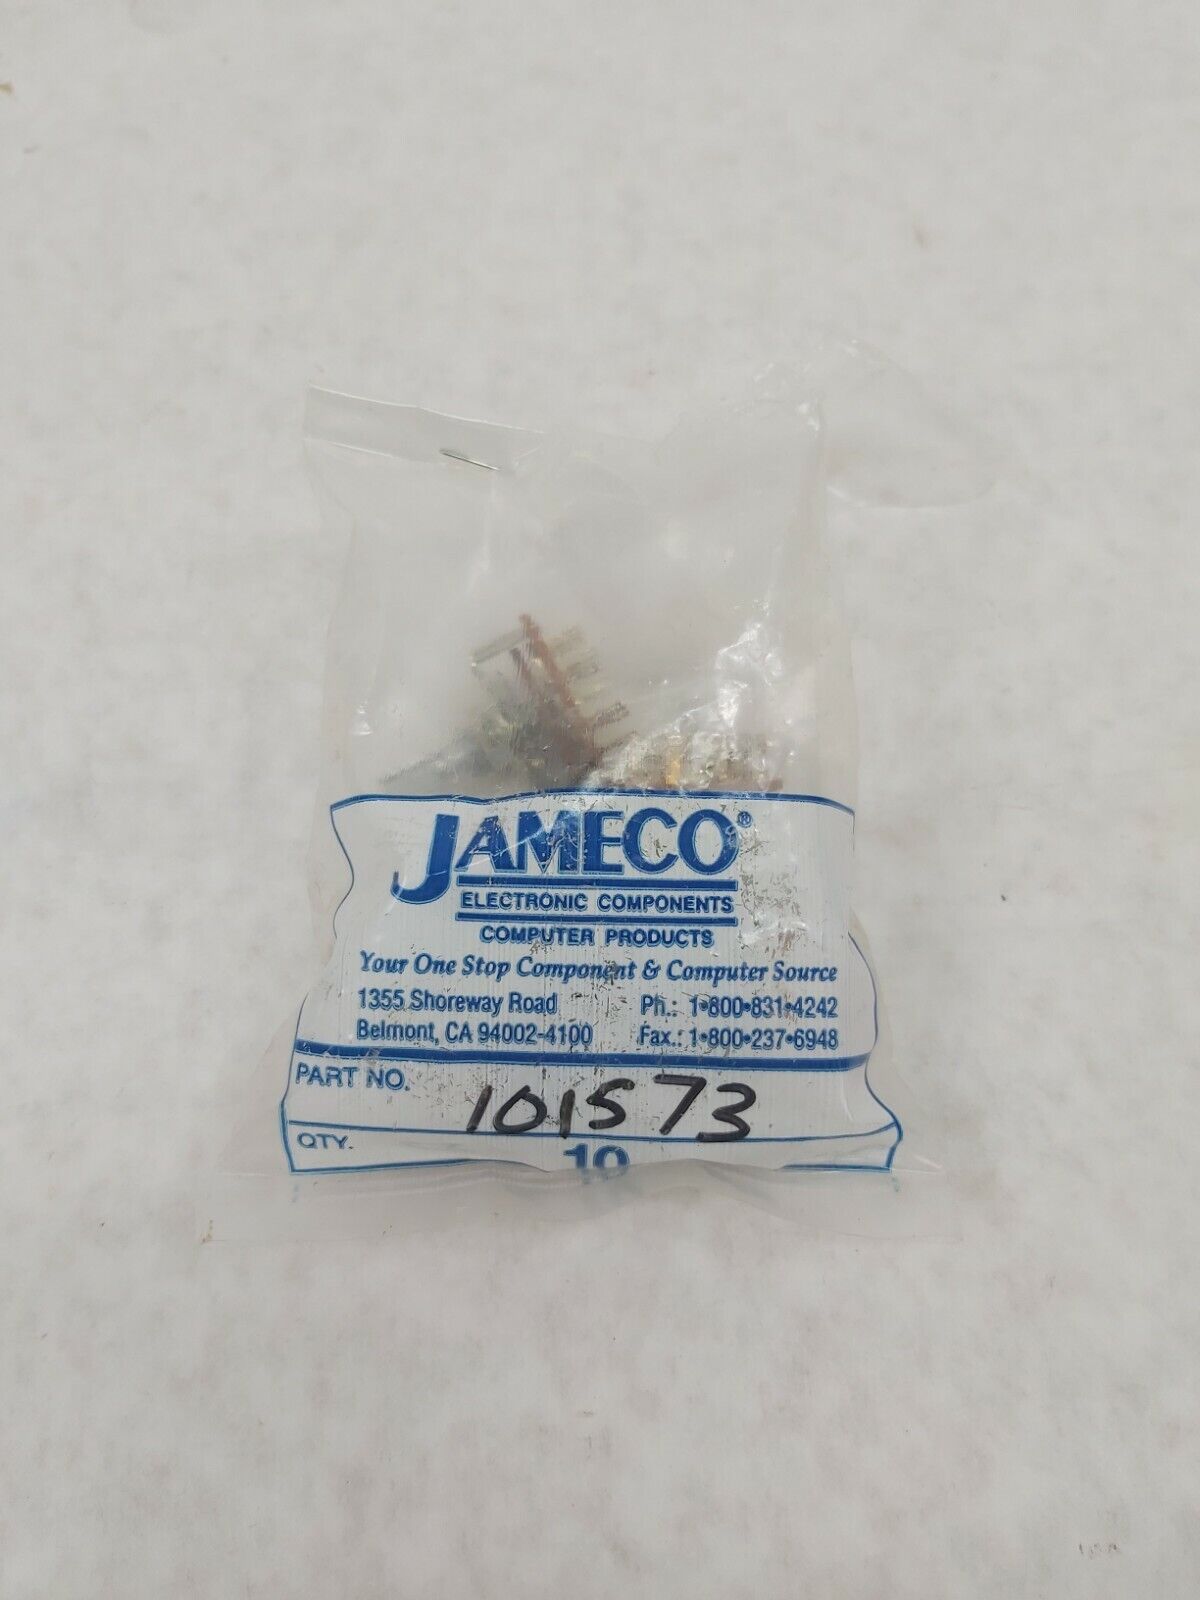 JAMECO®
ELECTRONIC COMPONENTS
COMPUTER PRODUCTS
Your One Stop Component & Computer Source
1355 Shoreway Road Ph.: 1•800•831•4242
Belmont, CA 94002-4100 Fax.: 1•800•237•6948
PART NO. 101573
QTY. 10